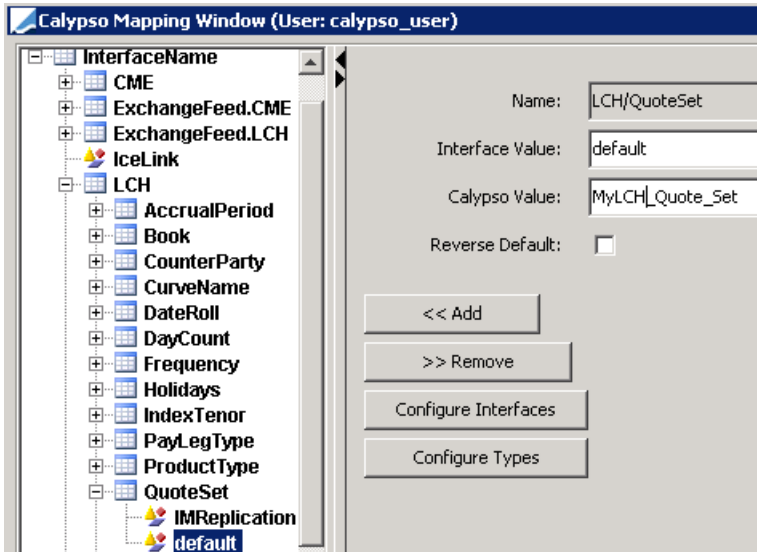 Calypso Mapping Window (User: calypso_user)
InterfaceName
CME
ExchangeFeed.CME
ExchangeFeed.LCH
IceLink
LCH
AccrualPeriod
Book
CounterParty
CurveName
DateRoll
DayCount
Frequency
Holidays
IndexTenor
PayLegType
ProductType
QuoteSet
IMReplication
default
Name: LCH/QuoteSet
Interface Value: default
Calypso Value: MyLCH_Quote_Set
Reverse Default:
<< Add
>> Remove
Configure Interfaces
Configure Types